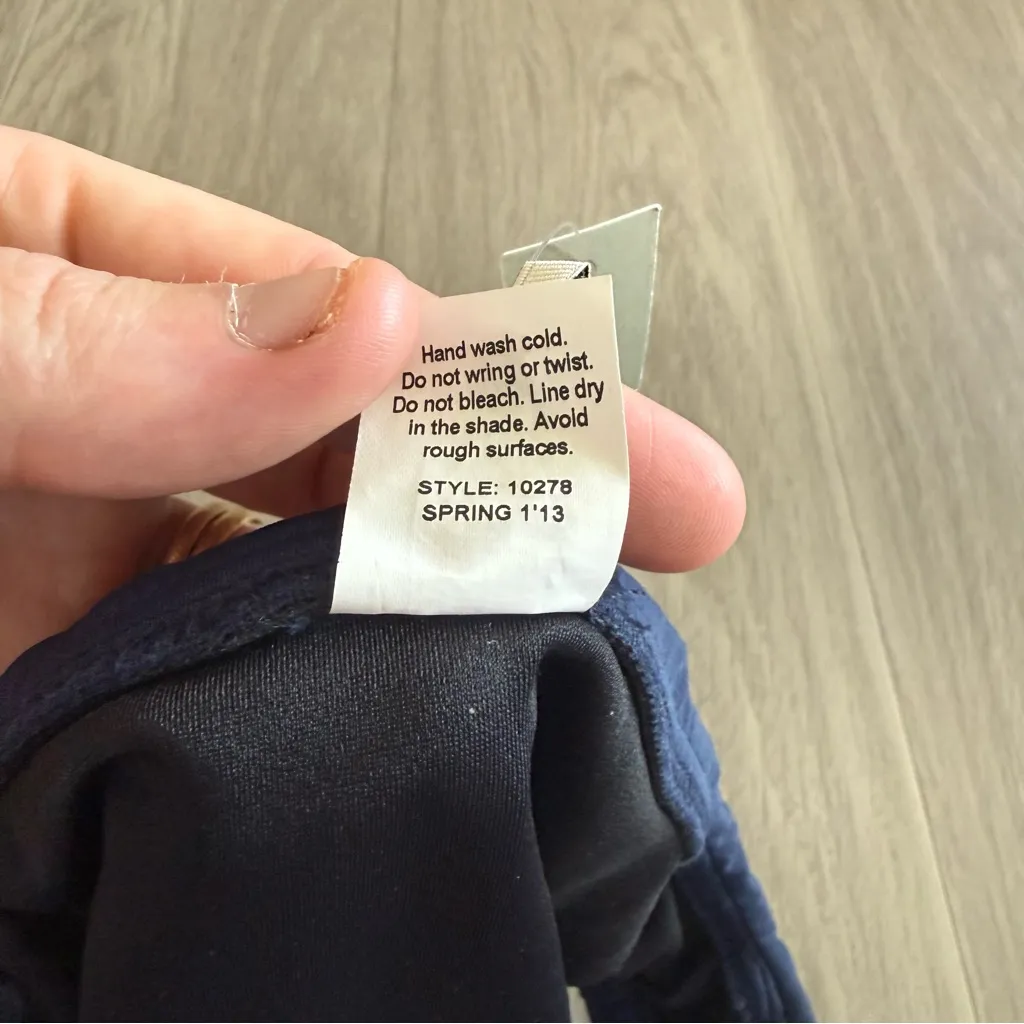 Hand wash cold.
Do not wring or twist.
Do not bleach. Line dry
in the shade. Avoid
rough surfaces.
STYLE: 10278
SPRING 1'13